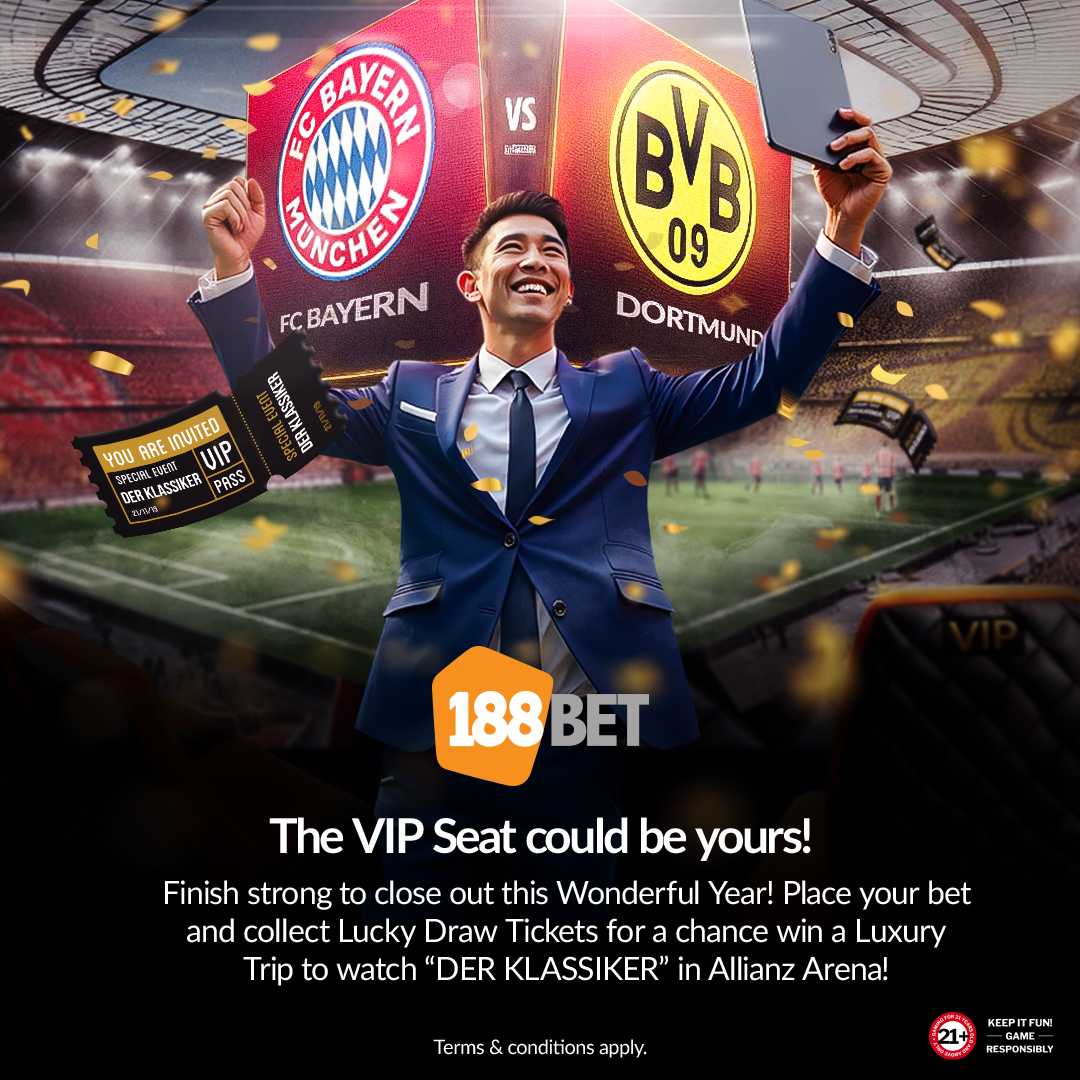 FC BAYERN
MÜNCHEN
VS
BVB
09
FC BAYERN
DORTMUND
YOU ARE INVITED
SPECIAL EVENT
DER KLASSIKER
21/11/19
VIP
PASS
SPECIAL EVENT
DER KLASSIKER
VIP
188BET
The VIP Seat could be yours!
Finish strong to close out this Wonderful Year! Place your bet
and collect Lucky Draw Tickets for a chance win a Luxury
Trip to watch “DER KLASSIKER” in Allianz Arena!
Terms & conditions apply.
21+
KEEP IT FUN!
GAME
RESPONSIBLY